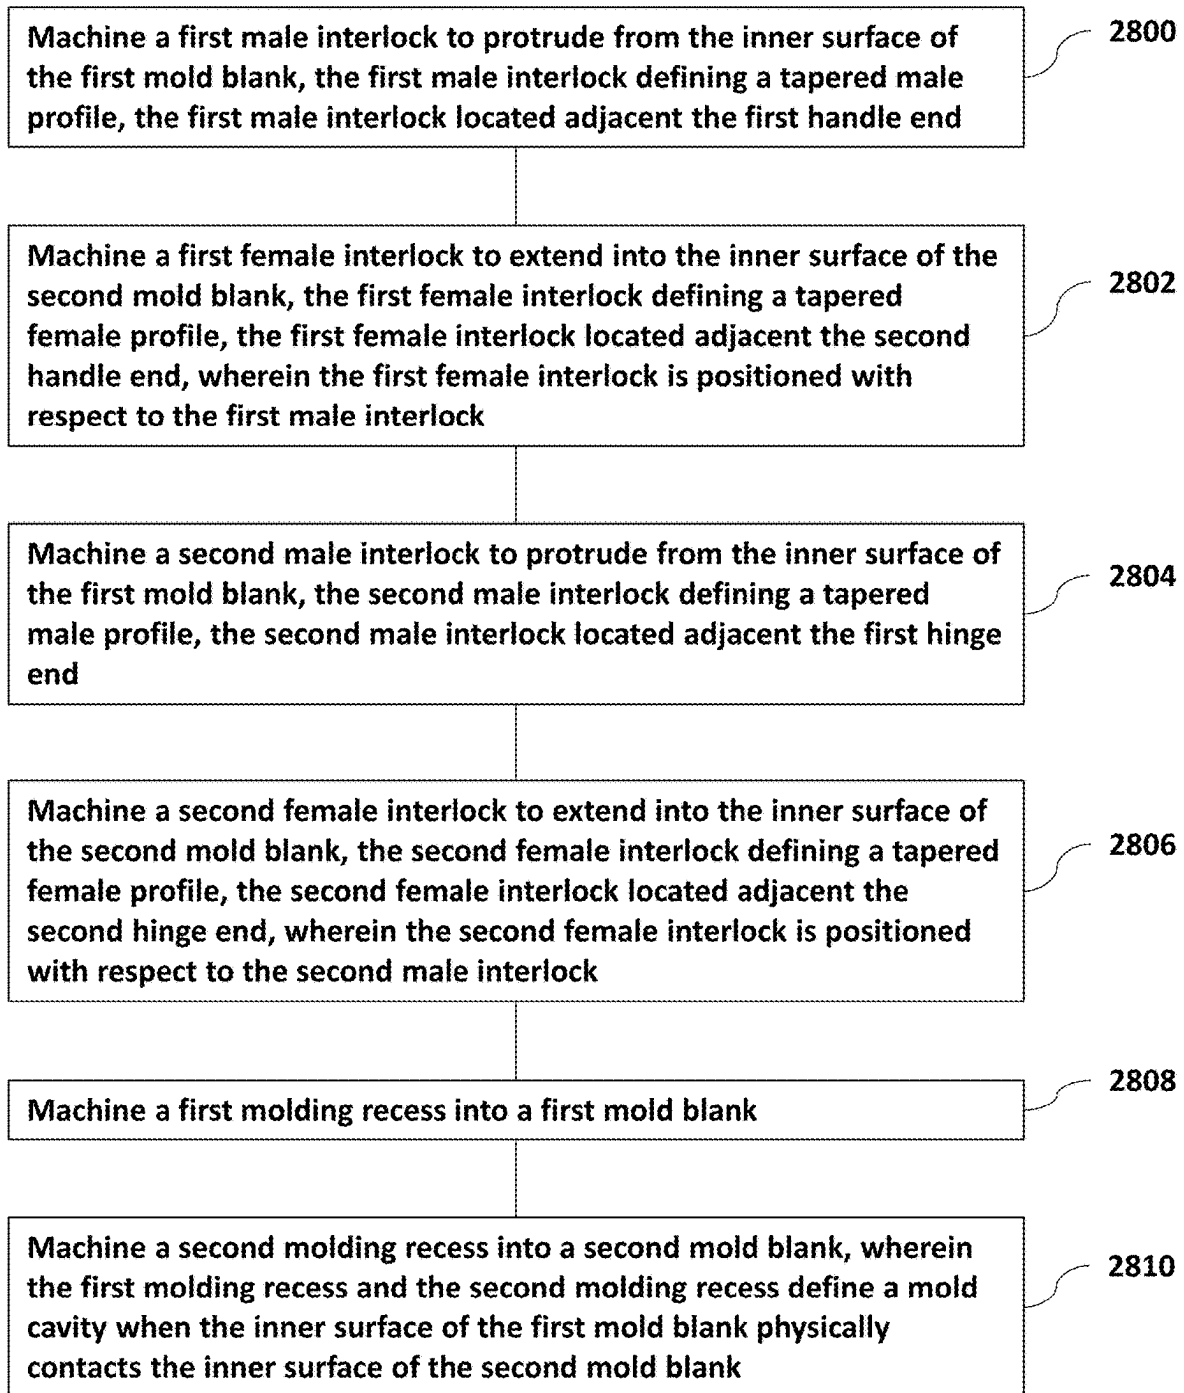 Machine a first male interlock to protrude from the inner surface of
the first mold blank, the first male interlock defining a tapered male
profile, the first male interlock located adjacent the first handle end
2800
Machine a first female interlock to extend into the inner surface of the
second mold blank, the first female interlock defining a tapered
female profile, the first female interlock located adjacent the second
handle end, wherein the first female interlock is positioned with
respect to the first male interlock
2802
Machine a second male interlock to protrude from the inner surface of
the first mold blank, the second male interlock defining a tapered
male profile, the second male interlock located adjacent the first hinge
end
2804
Machine a second female interlock to extend into the inner surface of
the second mold blank, the second female interlock defining a tapered
female profile, the second female interlock located adjacent the
second hinge end, wherein the second female interlock is positioned
with respect to the second male interlock
2806
Machine a first molding recess into a first mold blank
2808
Machine a second molding recess into a second mold blank, wherein
the first molding recess and the second molding recess define a mold
cavity when the inner surface of the first mold blank physically
contacts the inner surface of the second mold blank
2810